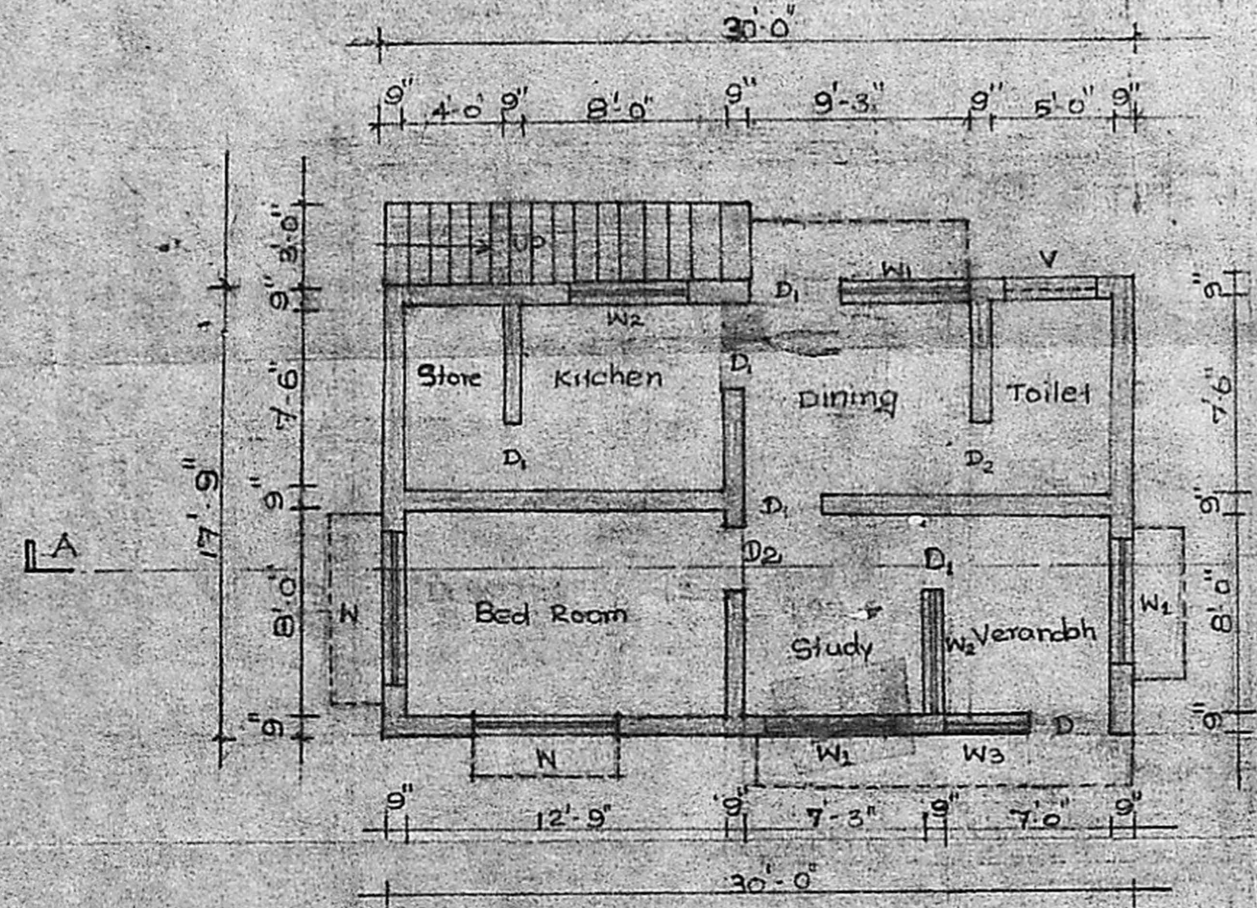 30'-0"
9" 4'-0' 9" 8'-0" 9" 9'-3" 9" 5'-0" 9"
3'-0"
UP
9" D1 W1 V 9"
W2
7'-6" Store Kitchen D1 Dining Toilet 7'-6"
D1 D2
17'-9"
9" D1 9"
A D2 D1
8'-0" N Bed Room Study W2 Verandbh W1 8'-0"
9" D 9"
N W1 W3
9" 12'-9" 9" 7'-3" 9" 7'-0" 9"
30'-0"